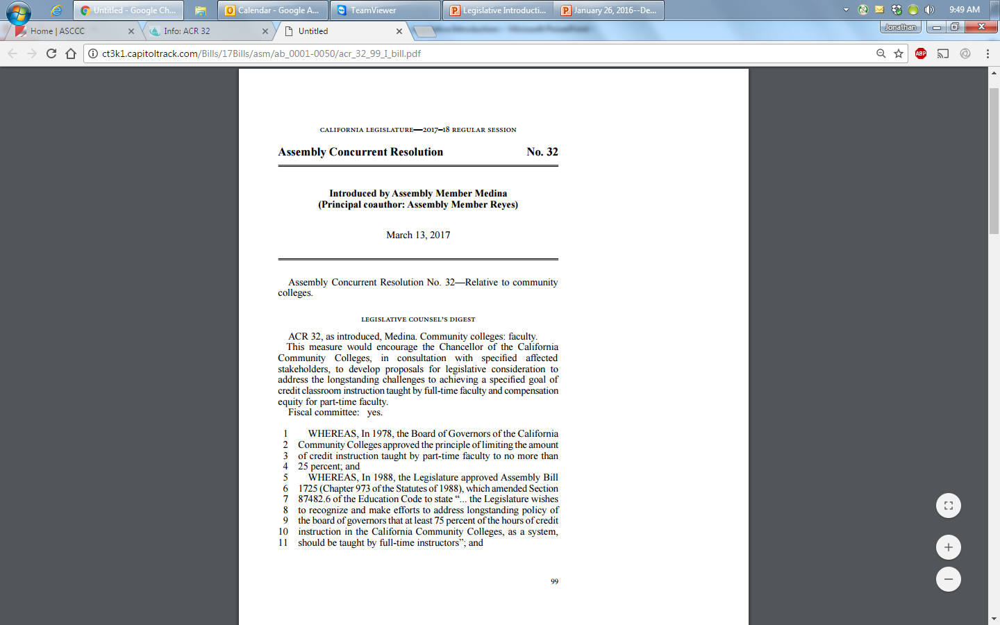 Untitled - Google Ch...
Calendar - Google A...
TeamViewer
Legislative Introducti...
January 26, 2016--De...
9:49 AM
Home | ASCCC
Info: ACR 32
Untitled
Jonathan
ct3k1.capitoltrack.com/Bills/17Bills/asm/ab_0001-0050/acr_32_99_I_bill.pdf
ABP
CALIFORNIA LEGISLATURE—2017–18 REGULAR SESSION
Assembly Concurrent Resolution No. 32
Introduced by Assembly Member Medina
(Principal coauthor: Assembly Member Reyes)
March 13, 2017
Assembly Concurrent Resolution No. 32—Relative to community
colleges.
LEGISLATIVE COUNSEL'S DIGEST
ACR 32, as introduced, Medina. Community colleges: faculty.
This measure would encourage the Chancellor of the California
Community Colleges, in consultation with specified affected
stakeholders, to develop proposals for legislative consideration to
address the longstanding challenges to achieving a specified goal of
credit classroom instruction taught by full-time faculty and compensation
equity for part-time faculty.
Fiscal committee: yes.
1 WHEREAS, In 1978, the Board of Governors of the California
2 Community Colleges approved the principle of limiting the amount
3 of credit instruction taught by part-time faculty to no more than
4 25 percent; and
5 WHEREAS, In 1988, the Legislature approved Assembly Bill
6 1725 (Chapter 973 of the Statutes of 1988), which amended Section
7 87482.6 of the Education Code to state “... the Legislature wishes
8 to recognize and make efforts to address longstanding policy of
9 the board of governors that at least 75 percent of the hours of credit
10 instruction in the California Community Colleges, as a system,
11 should be taught by full-time instructors”; and
99